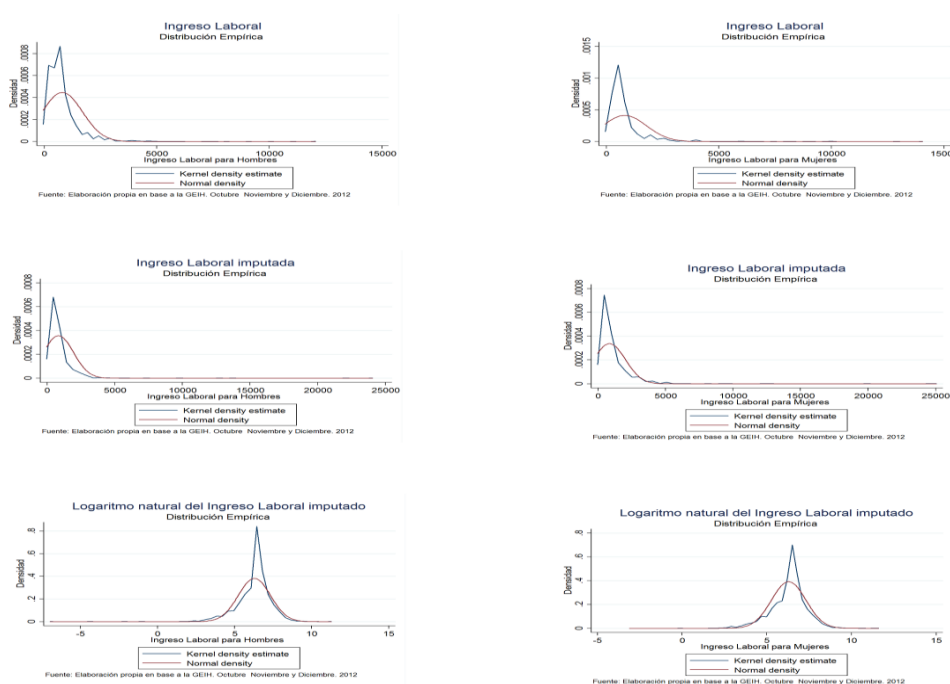 Ingreso Laboral
Distribución Empírica
Densidad
0 .0002 .0004 .0006 .0008
0 5000 10000 15000
Ingreso Laboral para Hombres
Kernel density estimate
Normal density
Fuente: Elaboración propia en base a la GEIH. Octubre Noviembre y Diciembre. 2012
Ingreso Laboral
Distribución Empírica
Densidad
0 .0005 .001 .0015
0 5000 10000 1500
Ingreso Laboral para Mujeres
Kernel density estimate
Normal density
Fuente: Elaboración propia en base a la GEIH. Octubre Noviembre y Diciembre. 2012
Ingreso Laboral imputada
Distribución Empírica
Densidad
0 .0002 .0004 .0006 .0008
0 5000 10000 15000 20000 25000
Ingreso Laboral para Hombres
Kernel density estimate
Normal density
Fuente: Elaboración propia en base a la GEIH. Octubre Noviembre y Diciembre. 2012
Ingreso Laboral imputada
Distribución Empírica
Densidad
0 .0002 .0004 .0006 .0008
0 5000 10000 15000 20000 25000
Ingreso Laboral para Mujeres
Kernel density estimate
Normal density
Fuente: Elaboración propia en base a la GEIH. Octubre Noviembre y Diciembre. 2012
Logaritmo natural del Ingreso Laboral imputado
Distribución Empírica
Densidad
0 .2 .4 .6 .8
-5 0 5 10 15
Ingreso Laboral para Hombres
Kernel density estimate
Normal density
Fuente: Elaboración propia en base a la GEIH. Octubre Noviembre y Diciembre. 2012
Logaritmo natural del Ingreso Laboral imputado
Distribución Empírica
Densidad
0 .2 .4 .6 .8
-5 0 5 10 15
Ingreso Laboral para Mujeres
Kernel density estimate
Normal density
Fuente: Elaboración propia en base a la GEIH. Octubre Noviembre y Diciembre. 2012